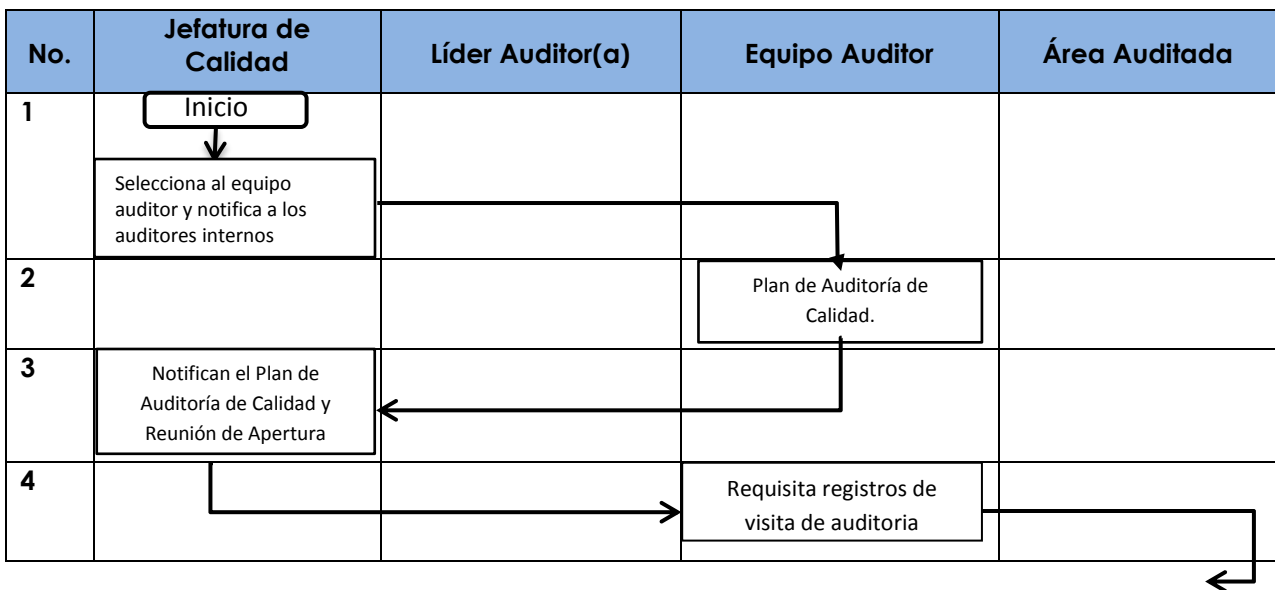 No.
Jefatura de
Calidad
Líder Auditor(a)
Equipo Auditor
Área Auditada
1
Inicio
Selecciona al equipo
auditor y notifica a los
auditores internos
2
Plan de Auditoría de
Calidad.
3
Notifican el Plan de
Auditoría de Calidad y
Reunión de Apertura
4
Requisita registros de
visita de auditoria